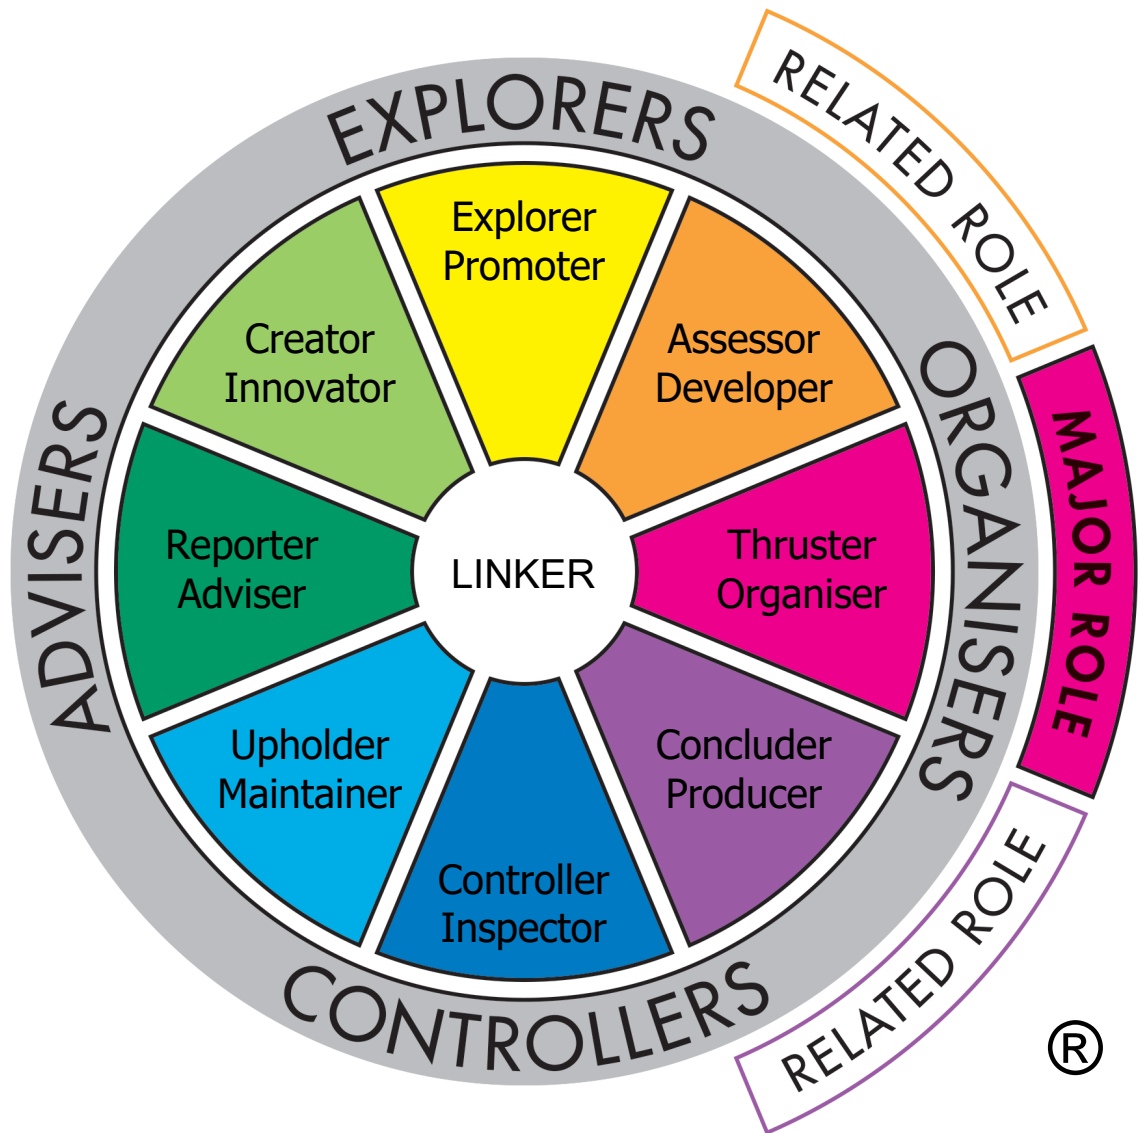 EXPLORERS
RELATED ROLE
Explorer
Promoter
Assessor
Developer
Creator
Innovator
ORGANISERS
MAJOR ROLE
ADVISERS
Reporter
Adviser
LINKER
Thruster
Organiser
Upholder
Maintainer
Concluder
Producer
Controller
Inspector
CONTROLLERS
RELATED ROLE
®